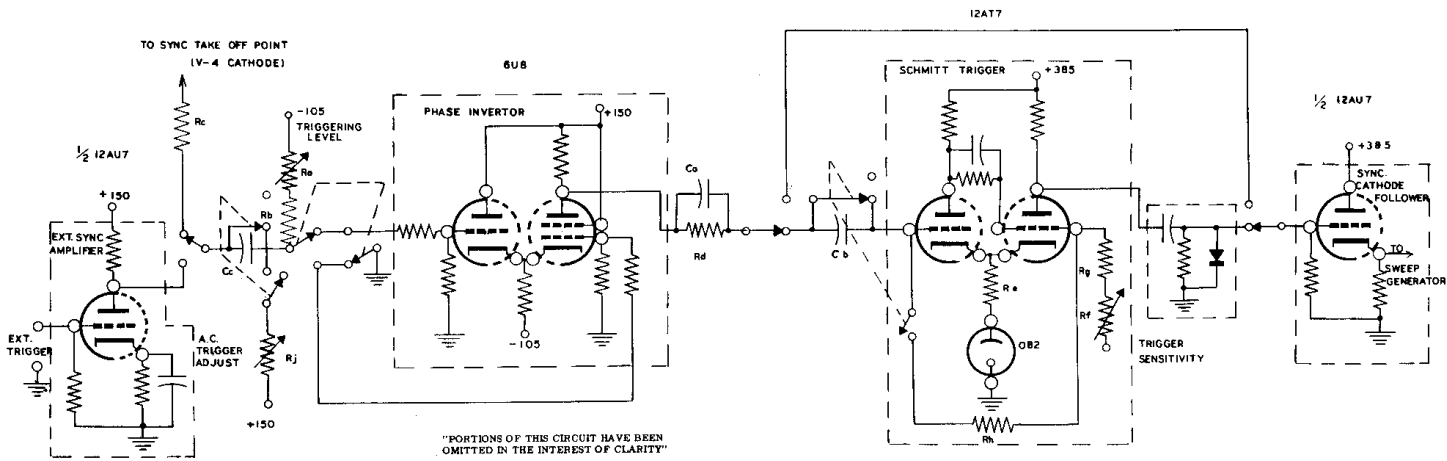 12AT7
TO SYNC TAKE OFF POINT
(V-4 CATHODE)
6U8
SCHMITT TRIGGER
+385
½ 12AU7
Rc
-105
TRIGGERING
LEVEL
PHASE INVERTOR
+150
½ 12AU7
+385
Ra
Ca
+150
Rb
SYNC.
CATHODE
FOLLOWER
EXT. SYNC
AMPLIFIER
Cc
Rd
C b
Rg
TO
SWEEP
GENERATOR
Re
Rf
EXT.
TRIGGER
A.C.
TRIGGER
ADJUST
Rj
-105
OB2
TRIGGER
SENSITIVITY
+150
Rh
"PORTIONS OF THIS CIRCUIT HAVE BEEN
OMITTED IN THE INTEREST OF CLARITY"